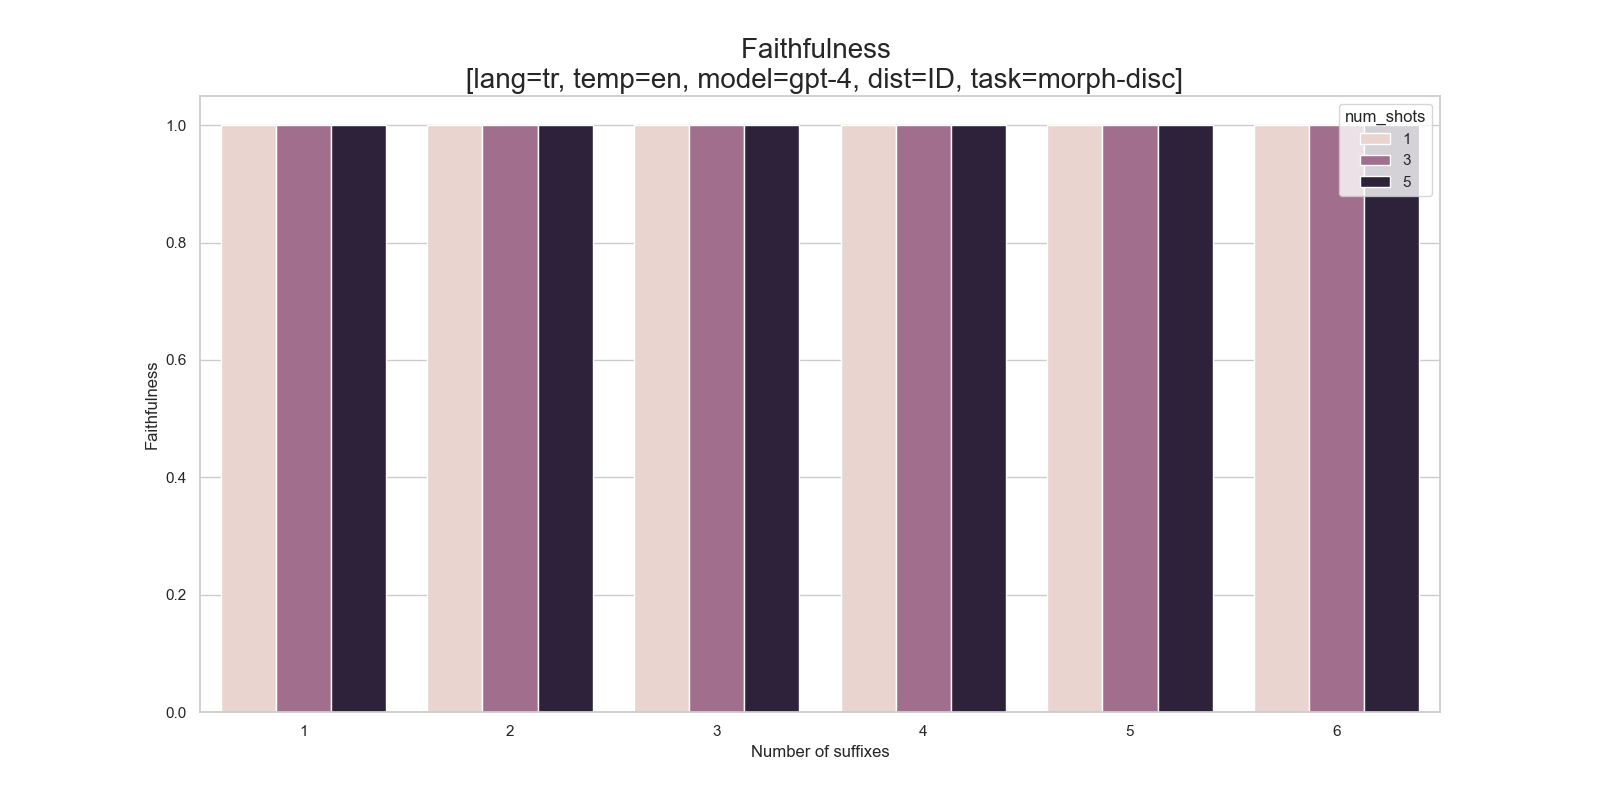 Faithfulness
[lang=tr, temp=en, model=gpt-4, dist=ID, task=morph-disc]
num_shots
1
3
5
1.0
0.8
0.6
0.4
0.2
0.0
Faithfulness
1 2 3 4 5 6
Number of suffixes